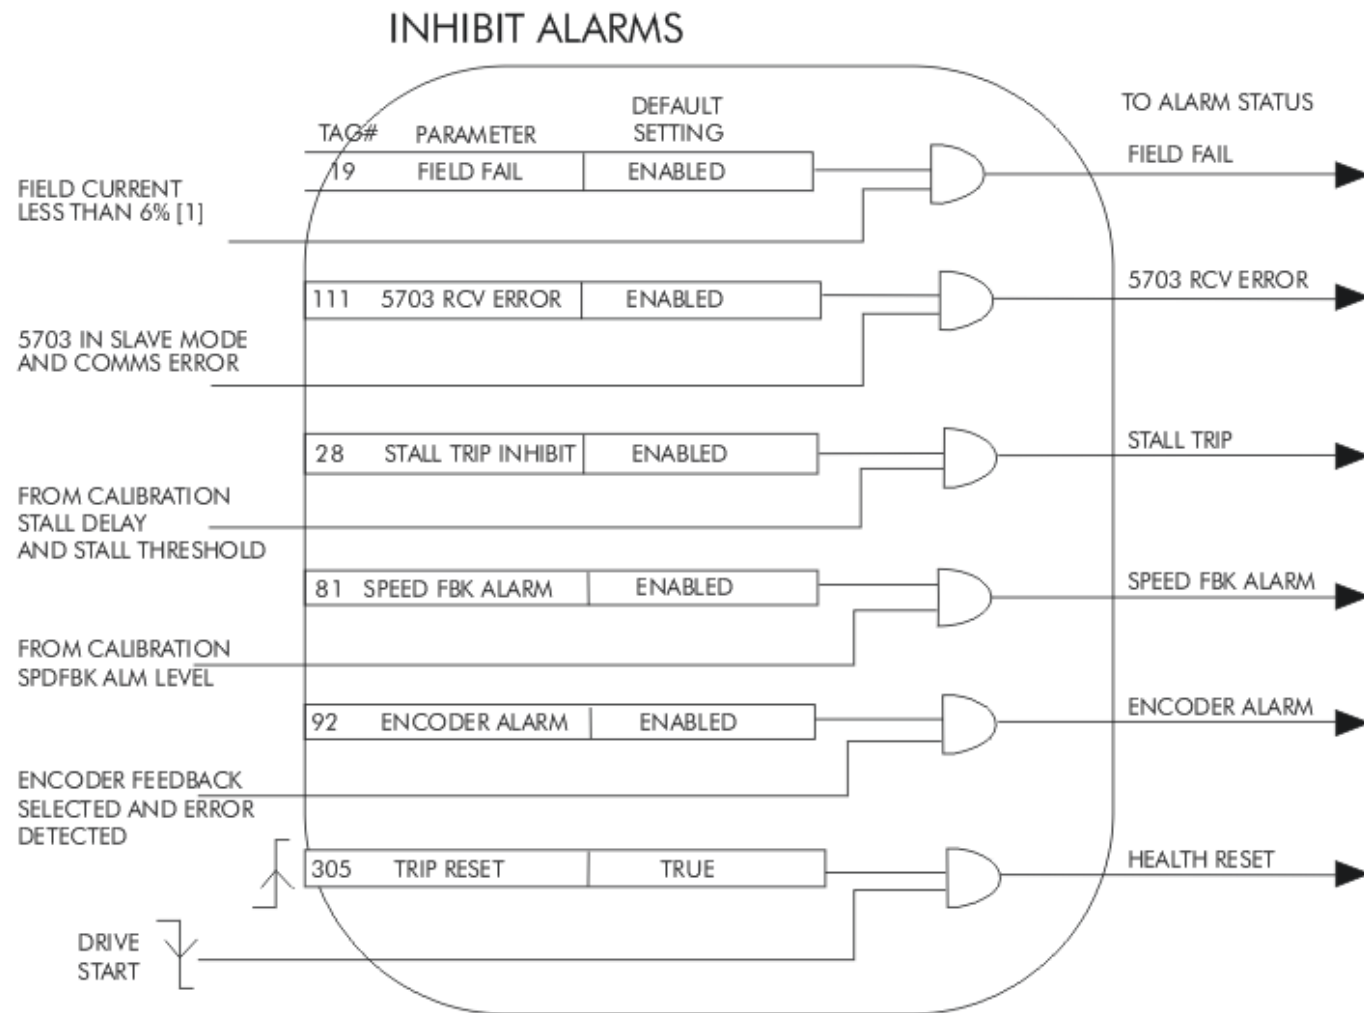 INHIBIT ALARMS
TO ALARM STATUS
DEFAULT
SETTING
TAG# PARAMETER
19 FIELD FAIL ENABLED
FIELD FAIL
FIELD CURRENT
LESS THAN 6% [1]
111 5703 RCV ERROR ENABLED
5703 RCV ERROR
5703 IN SLAVE MODE
AND COMMS ERROR
28 STALL TRIP INHIBIT ENABLED
STALL TRIP
FROM CALIBRATION
STALL DELAY
AND STALL THRESHOLD
81 SPEED FBK ALARM ENABLED
SPEED FBK ALARM
FROM CALIBRATION
SPDFBK ALM LEVEL
92 ENCODER ALARM ENABLED
ENCODER ALARM
ENCODER FEEDBACK
SELECTED AND ERROR
DETECTED
305 TRIP RESET TRUE
HEALTH RESET
DRIVE
START